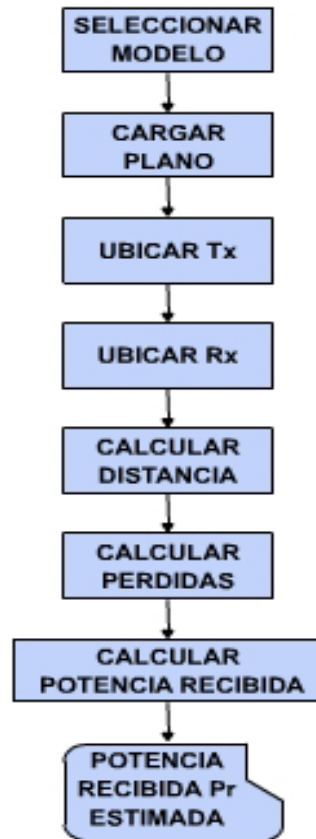 SELECCIONAR
MODELO
CARGAR
PLANO
UBICAR Tx
UBICAR Rx
CALCULAR
DISTANCIA
CALCULAR
PERDIDAS
CALCULAR
POTENCIA RECIBIDA
POTENCIA
RECIBIDA Pr
ESTIMADA